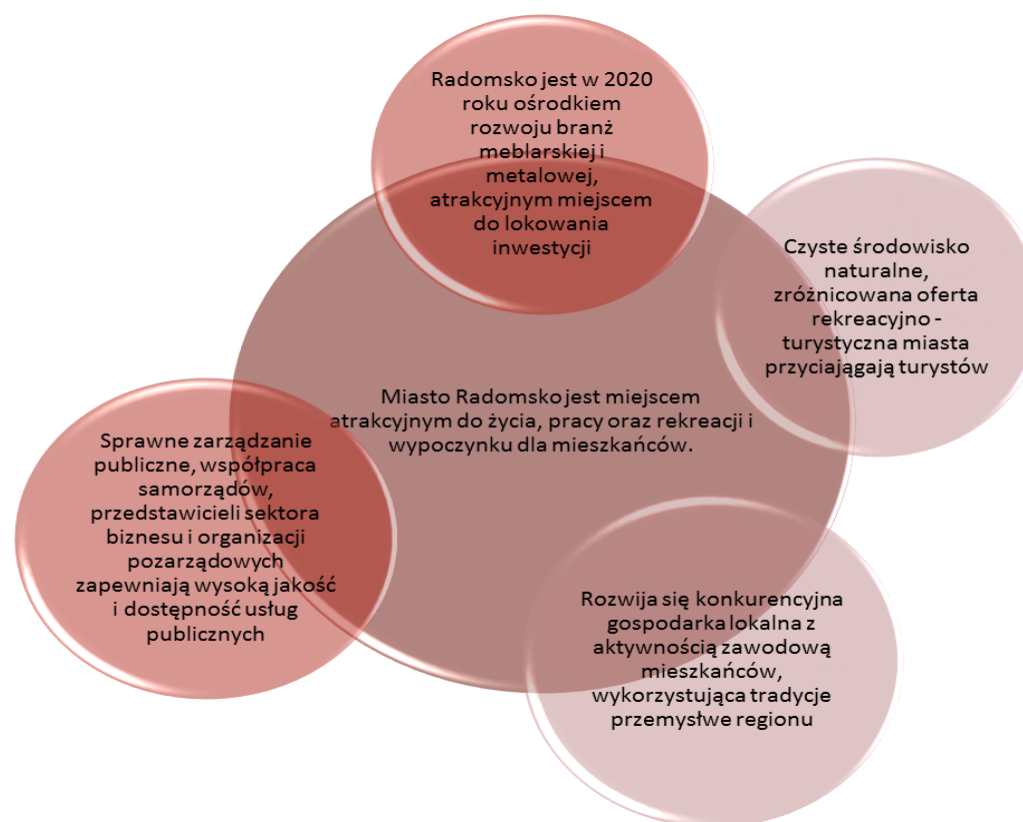 Radomsko jest w 2020
roku ośrodkiem
rozwoju branż
meblarskiej i
metalowej,
atrakcyjnym miejscem
do lokowania
inwestycji
Czyste środowisko
naturalne,
zróżnicowana oferta
rekreacyjno -
turystyczna miasta
przyciajągają turystów
Miasto Radomsko jest miejscem
atrakcyjnym do życia, pracy oraz rekreacji i
wypoczynku dla mieszkańców.
Sprawne zarządzanie
publiczne, współpraca
samorządów,
przedstawicieli sektora
biznesu i organizacji
pozarządowych
zapewniają wysoką jakość
i dostępność usług
publicznych
Rozwija się konkurencyjna
gospodarka lokalna z
aktywnością zawodową
mieszkańców,
wykorzystująca tradycje
przemysłwe regionu